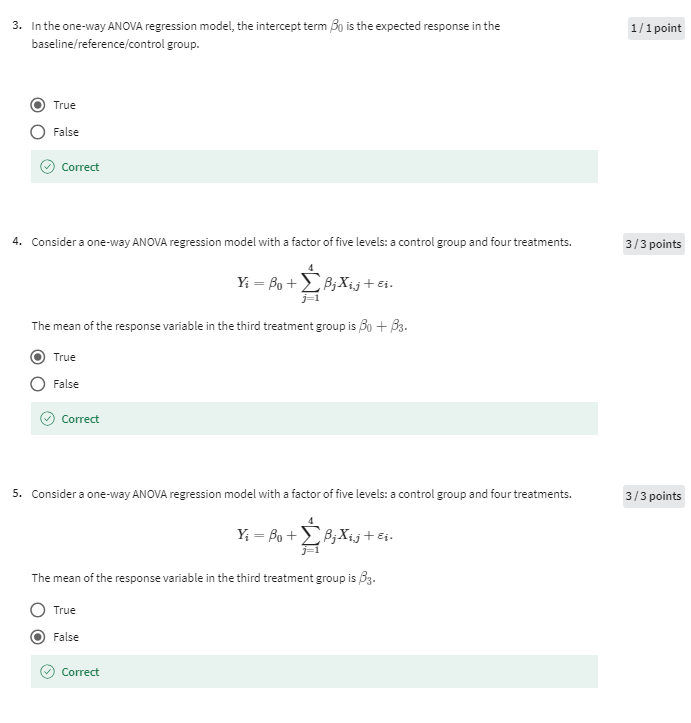 3. In the one-way ANOVA regression model, the intercept term β₀ is the expected response in the
1 / 1 point
baseline/reference/control group.
True
False
Correct
4. Consider a one-way ANOVA regression model with a factor of five levels: a control group and four treatments.
3 / 3 points
Yᵢ = β₀ + ∑_{j=1}^{4} βⱼXᵢ,ⱼ + εᵢ.
The mean of the response variable in the third treatment group is β₀ + β₃.
True
False
Correct
5. Consider a one-way ANOVA regression model with a factor of five levels: a control group and four treatments.
3 / 3 points
Yᵢ = β₀ + ∑_{j=1}^{4} βⱼXᵢ,ⱼ + εᵢ.
The mean of the response variable in the third treatment group is β₃.
True
False
Correct